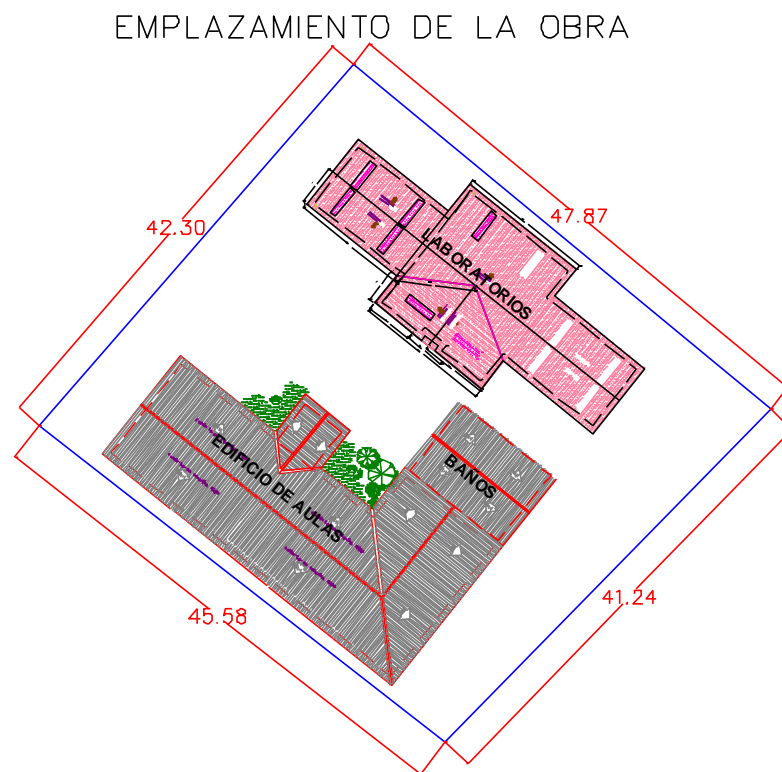 EMPLAZAMIENTO DE LA OBRA
42.30
47.87
LABORATORIOS
EDIFICIO DE AULAS
BAÑOS
45.58
41.24